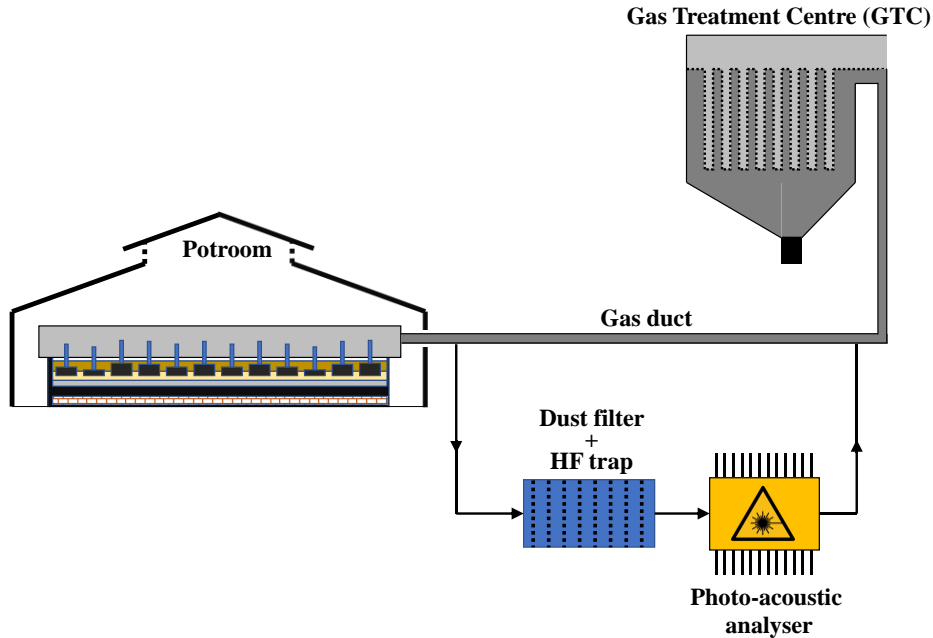 Gas Treatment Centre (GTC)
Potroom
Gas duct
Dust filter
+
HF trap
Photo-acoustic
analyser